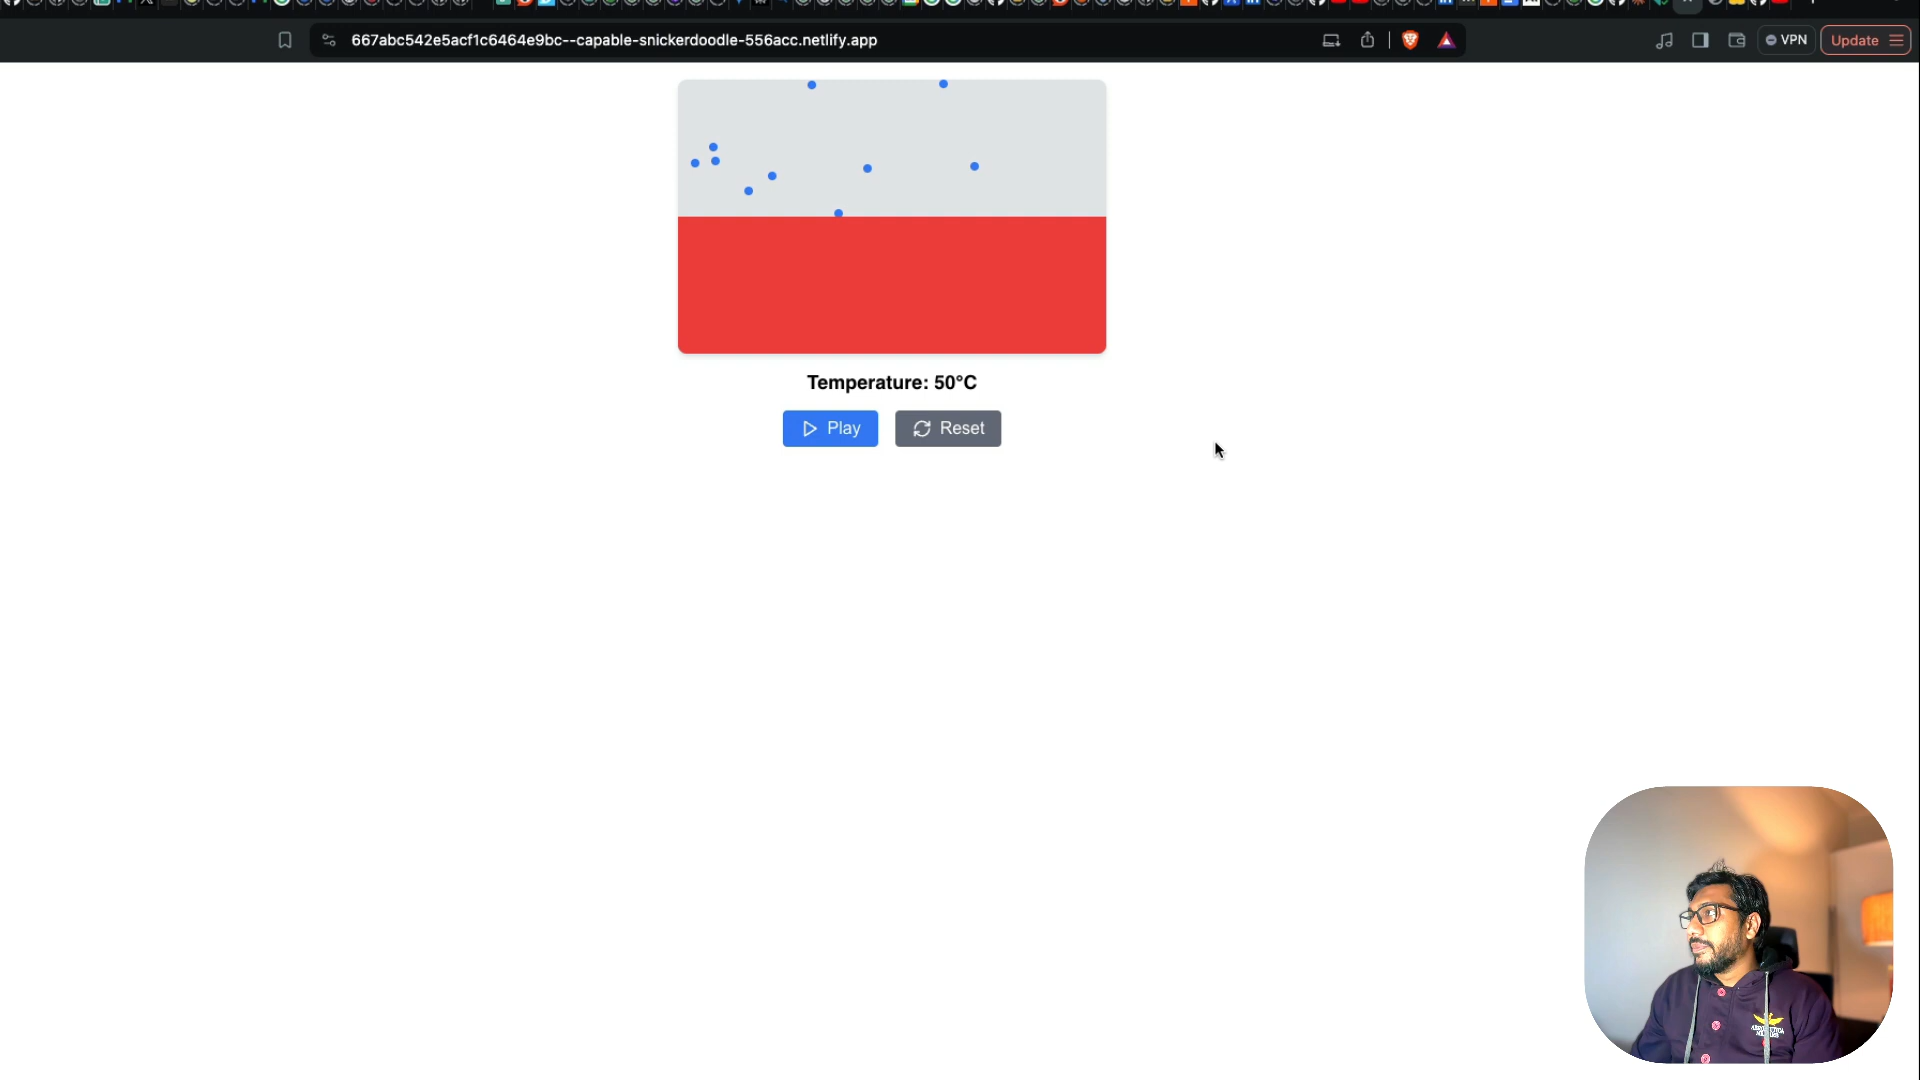 667abc542e5acf1c6464e9bc--capable-snickerdoodle-556acc.netlify.app
VPN
Update
Temperature: 50°C
Play
Reset